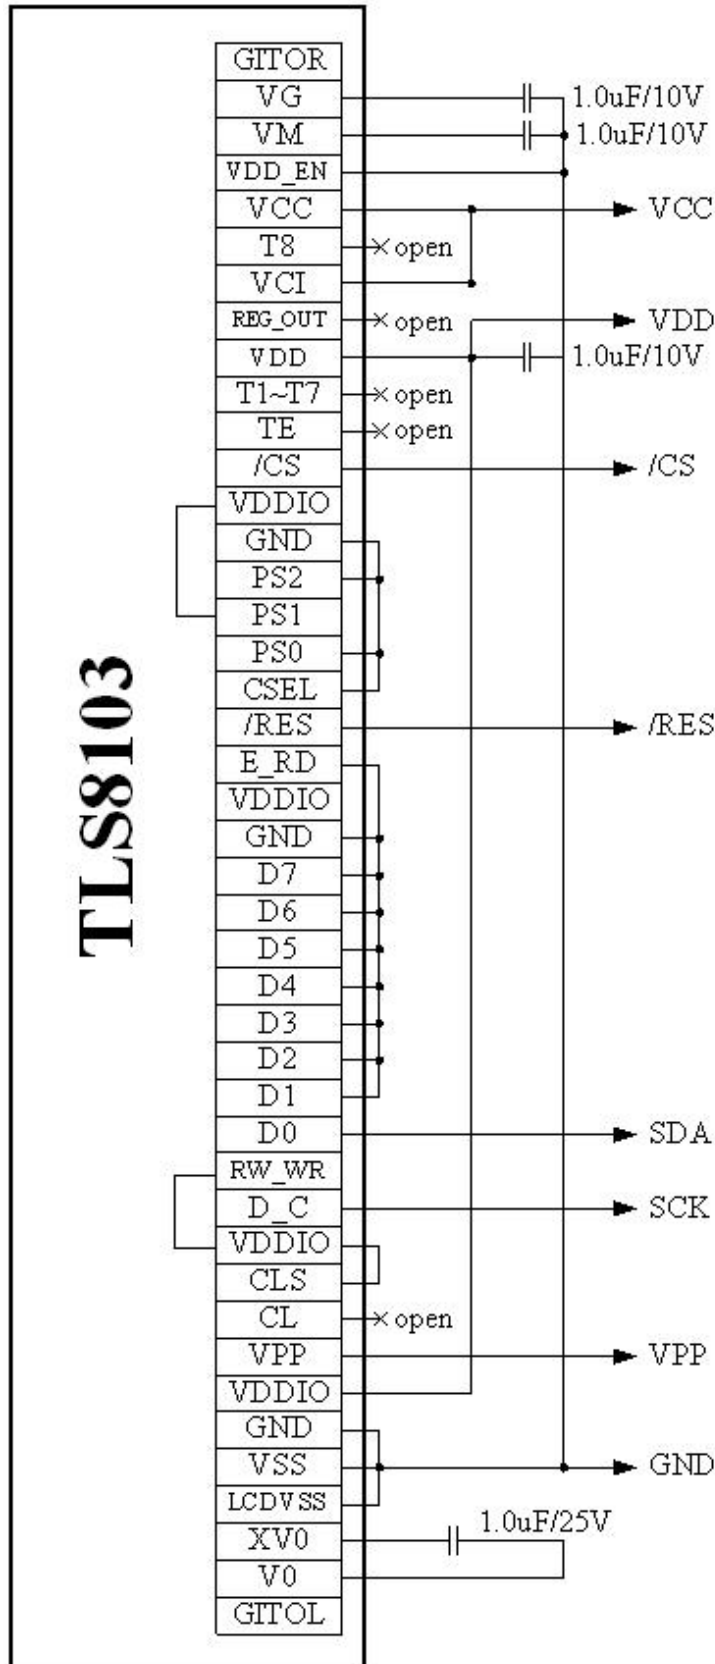 GITOR
VG 1.0uF/10V
VM 1.0uF/10V
VDD_EN
VCC VCC
T8 open
VCI
REG_OUT open VDD
VDD 1.0uF/10V
T1~T7 open
TE open
/CS /CS
VDDIO
GND
PS2
PS1
PS0
CSEL
/RES /RES
E_RD
VDDIO
GND
D7
D6
D5
D4
D3
D2
D1
D0 SDA
RW_WR
D_C SCK
VDDIO
CLS
CL open
VPP VPP
VDDIO
GND
VSS GND
LCDVSS
XV0 1.0uF/25V
V0
GITOL
TLS8103